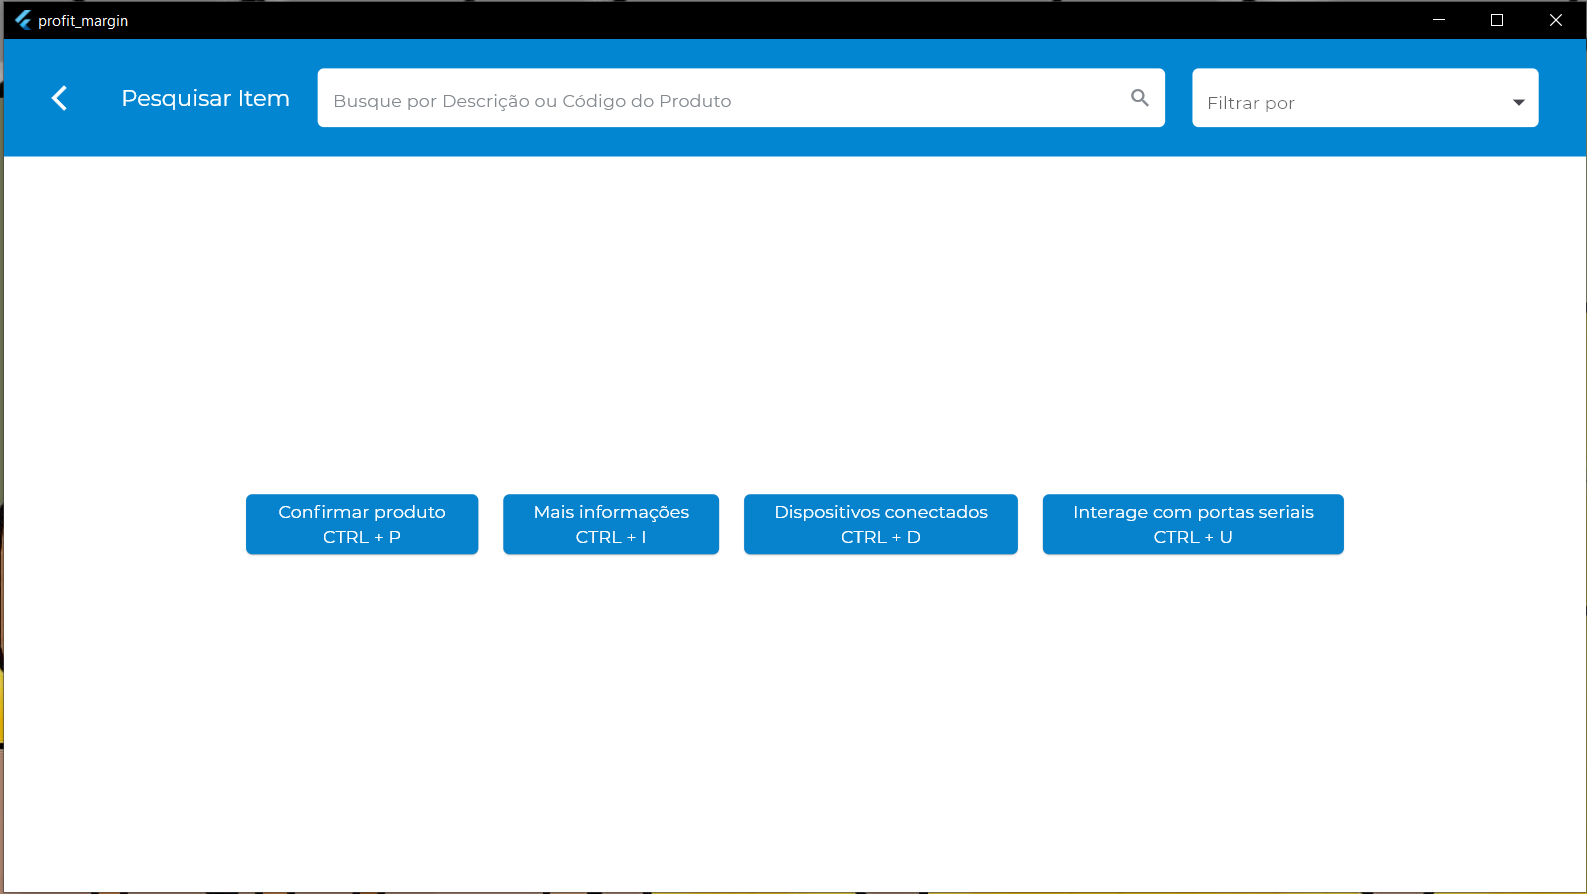 profit_margin
Pesquisar Item
Busque por Descrição ou Código do Produto
Filtrar por
Confirmar produto
CTRL + P
Mais informações
CTRL + I
Dispositivos conectados
CTRL + D
Interage com portas seriais
CTRL + U